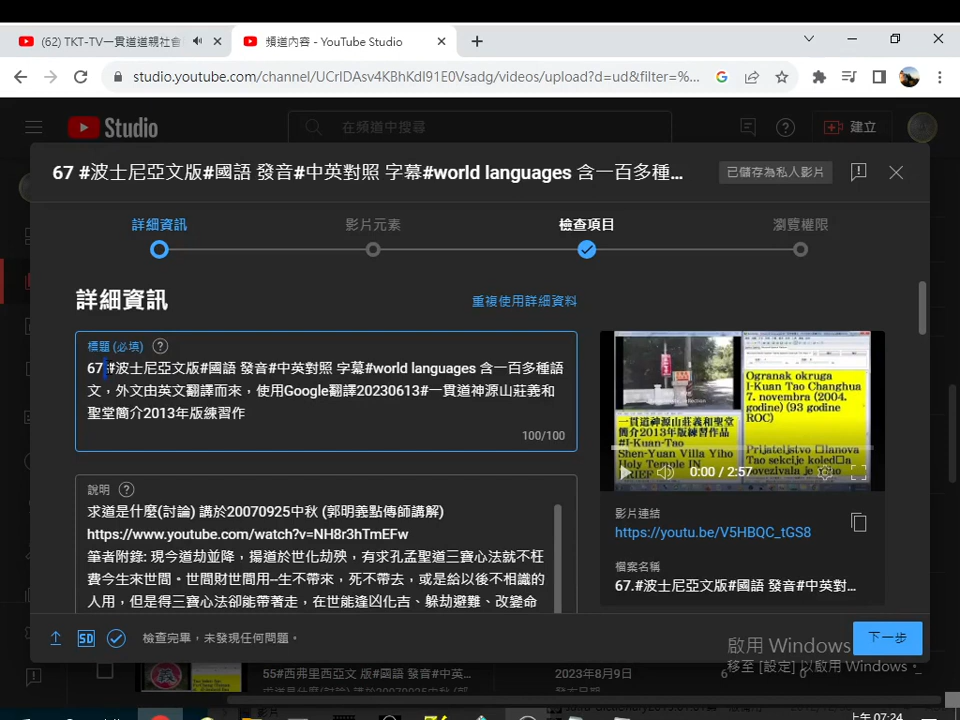 (62) TKT-TV一貫道道親社會
頻道內容 - YouTube Studio
studio.youtube.com/channel/UCrIDAsv4KBhKdI91E0Vsadg/videos/upload?d=ud&filter=%...
Studio
在頻道中搜尋
建立
67 #波士尼亞文版#國語 發音#中英對照 字幕#world languages 含一百多種...
已儲存為私人影片
詳細資訊
影片元素
檢查項目
瀏覽權限
詳細資訊
重複使用詳細資料
標題 (必填)
67 #波士尼亞文版#國語 發音#中英對照 字幕#world languages 含一百多種語
文，外文由英文翻譯而來，使用Google翻譯20230613#一貫道神源山莊義和
聖堂簡介2013年版練習作
100/100
說明
求道是什麼(討論) 講於20070925中秋 (郭明義點傳師講解)
https://www.youtube.com/watch?v=NH8r3hTmEFw
筆者附錄: 現今道劫並降，揚道於世化劫殃，有求孔孟聖道三寶心法就不枉
費今生來世間。世間財世間用--生不帶來，死不帶去，或是給以後不相識的
人用，但是得三寶心法卻能帶著走，在世能逢凶化吉、躲劫避難、改變命
一貫道神源山莊義和聖堂
簡介2013年版練習作品
#I-Kuan-Tao
Shen-Yuan Villa Yiho
Holy Temple IN
BRIEF
Ogranak okruga
I-Kuan Tao Changhua
7. novembra (2004.
godine) (93 godine
ROC)
Prijateljstvo
Tao sekcije
0:00 / 2:57
影片連結
https://youtu.be/V5HBQC_tGS8
檔案名稱
67.#波士尼亞文版#國語 發音#中英對...
SD
檢查完畢，未發現任何問題。
下一步
啟用 Windows
移至 [設定] 以啟用 Windows。
55#西弗里西亞文 版#國語 發音#中英...
2023年8月9日
6
0
上午 07:24